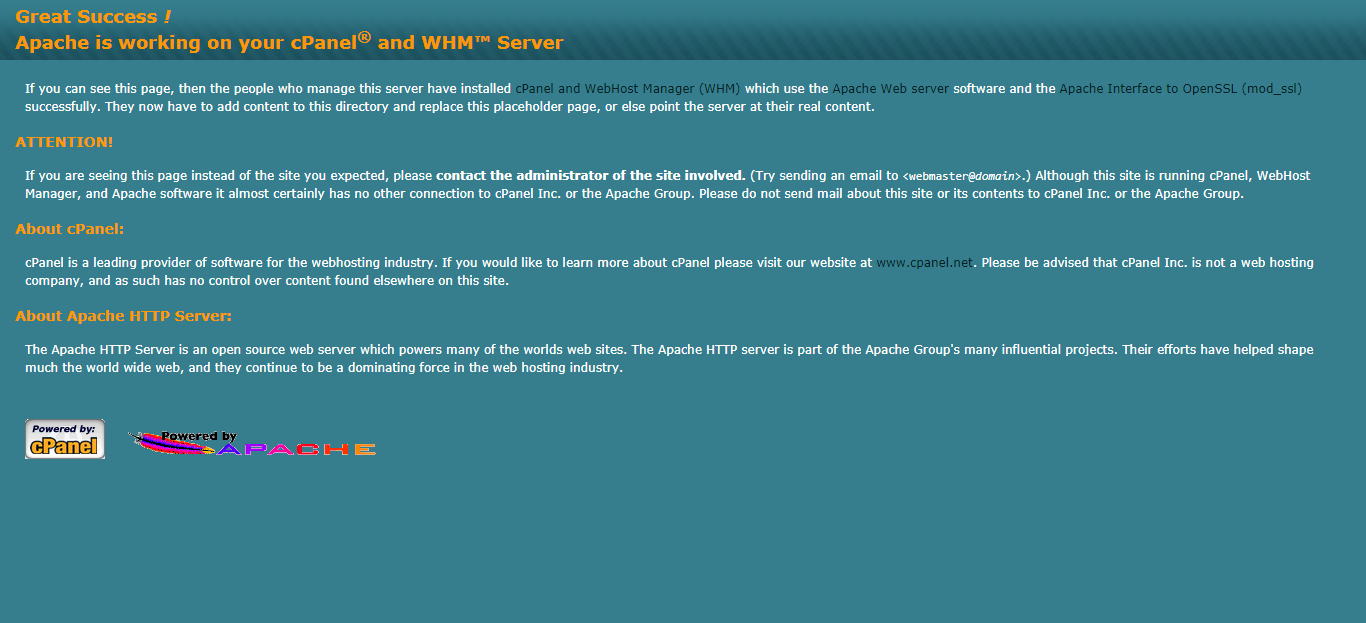 Great Success !
Apache is working on your cPanel® and WHM™ Server
If you can see this page, then the people who manage this server have installed cPanel and WebHost Manager (WHM) which use the Apache Web server software and the Apache Interface to OpenSSL (mod_ssl)
successfully. They now have to add content to this directory and replace this placeholder page, or else point the server at their real content.
ATTENTION!
If you are seeing this page instead of the site you expected, please contact the administrator of the site involved. (Try sending an email to <webmaster@domain>.) Although this site is running cPanel, WebHost
Manager, and Apache software it almost certainly has no other connection to cPanel Inc. or the Apache Group. Please do not send mail about this site or its contents to cPanel Inc. or the Apache Group.
About cPanel:
cPanel is a leading provider of software for the webhosting industry. If you would like to learn more about cPanel please visit our website at www.cpanel.net. Please be advised that cPanel Inc. is not a web hosting
company, and as such has no control over content found elsewhere on this site.
About Apache HTTP Server:
The Apache HTTP Server is an open source web server which powers many of the worlds web sites. The Apache HTTP server is part of the Apache Group's many influential projects. Their efforts have helped shape
much the world wide web, and they continue to be a dominating force in the web hosting industry.
Powered by:
cPanel
Powered by
APACHE